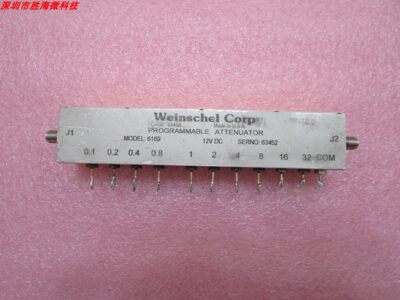 深圳市胜海微科技
Weinschel Corp
Made in U.S.A.
PROGRAMMABLE ATTENUATOR
MODEL 6169 12V DC SERNO 63452
J1
J2
0.1 0.2 0.4 0.8 1 2 4 8 16 32 COM